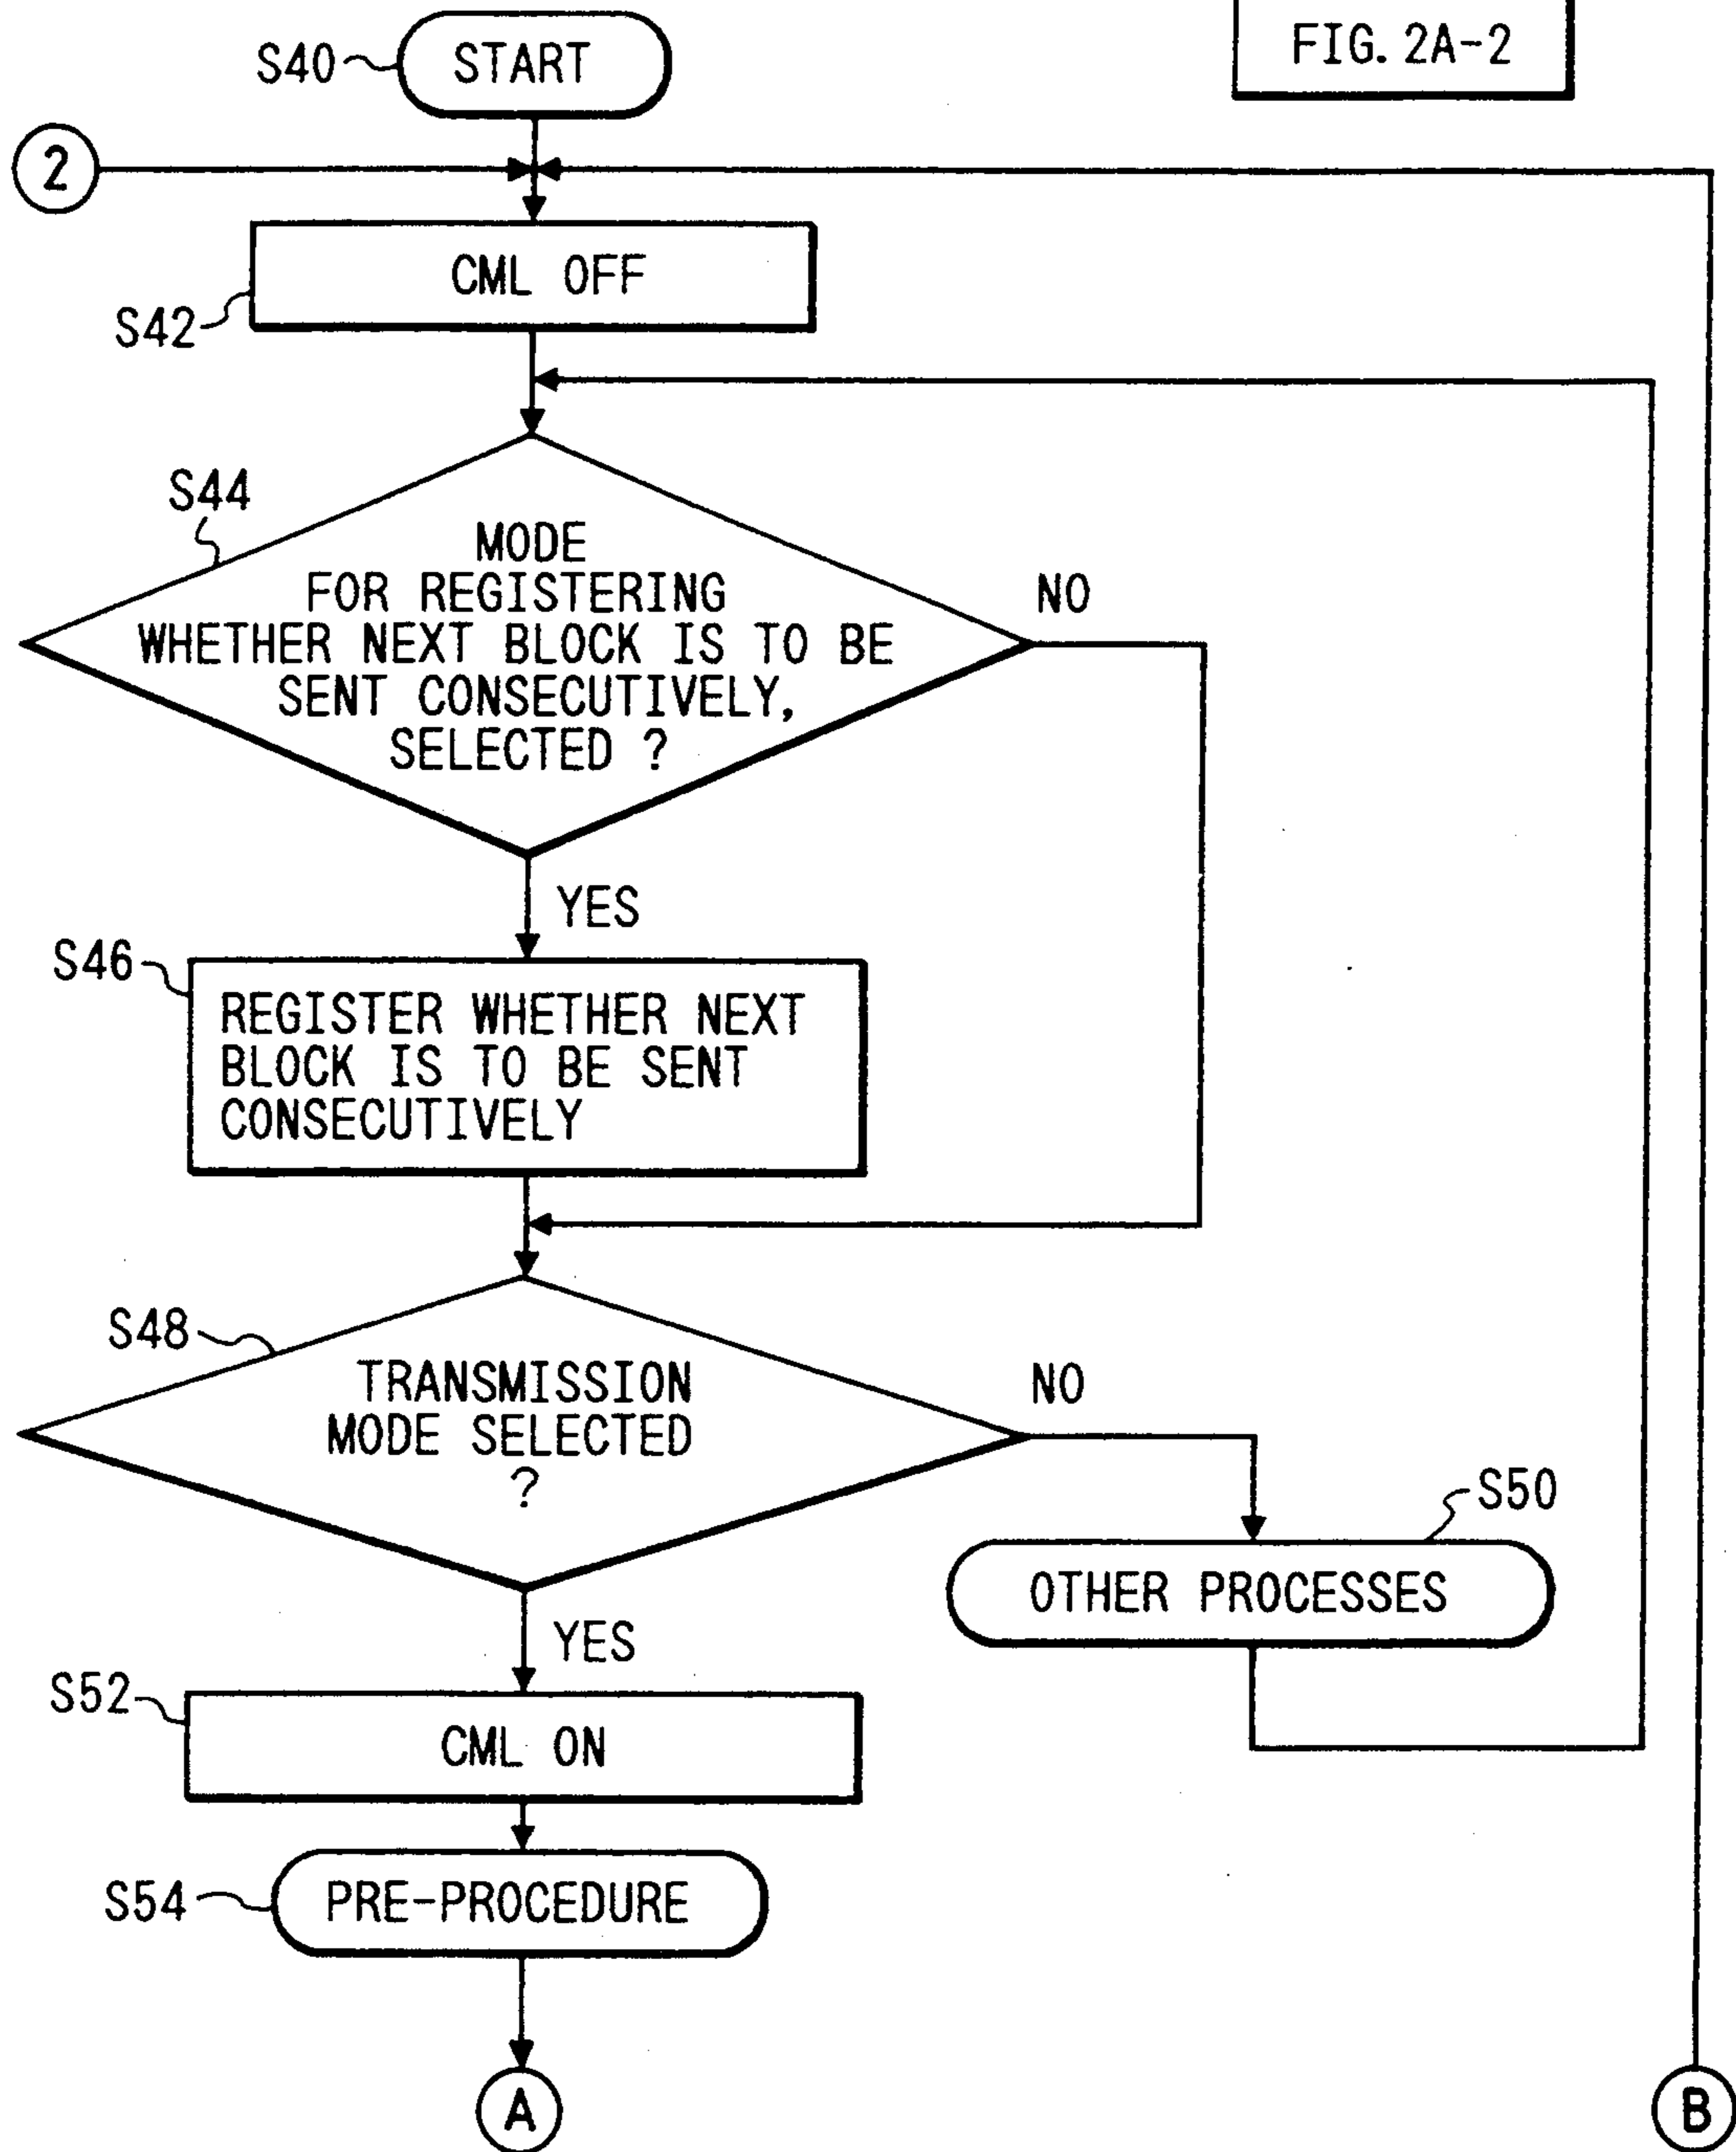 FIG. 2A-2
S40
START
2
CML OFF
S42
S44
MODE
FOR REGISTERING
WHETHER NEXT BLOCK IS TO BE
SENT CONSECUTIVELY,
SELECTED ?
NO
YES
S46
REGISTER WHETHER NEXT
BLOCK IS TO BE SENT
CONSECUTIVELY
S48
TRANSMISSION
MODE SELECTED
?
NO
S50
OTHER PROCESSES
YES
S52
CML ON
S54
PRE-PROCEDURE
A
B